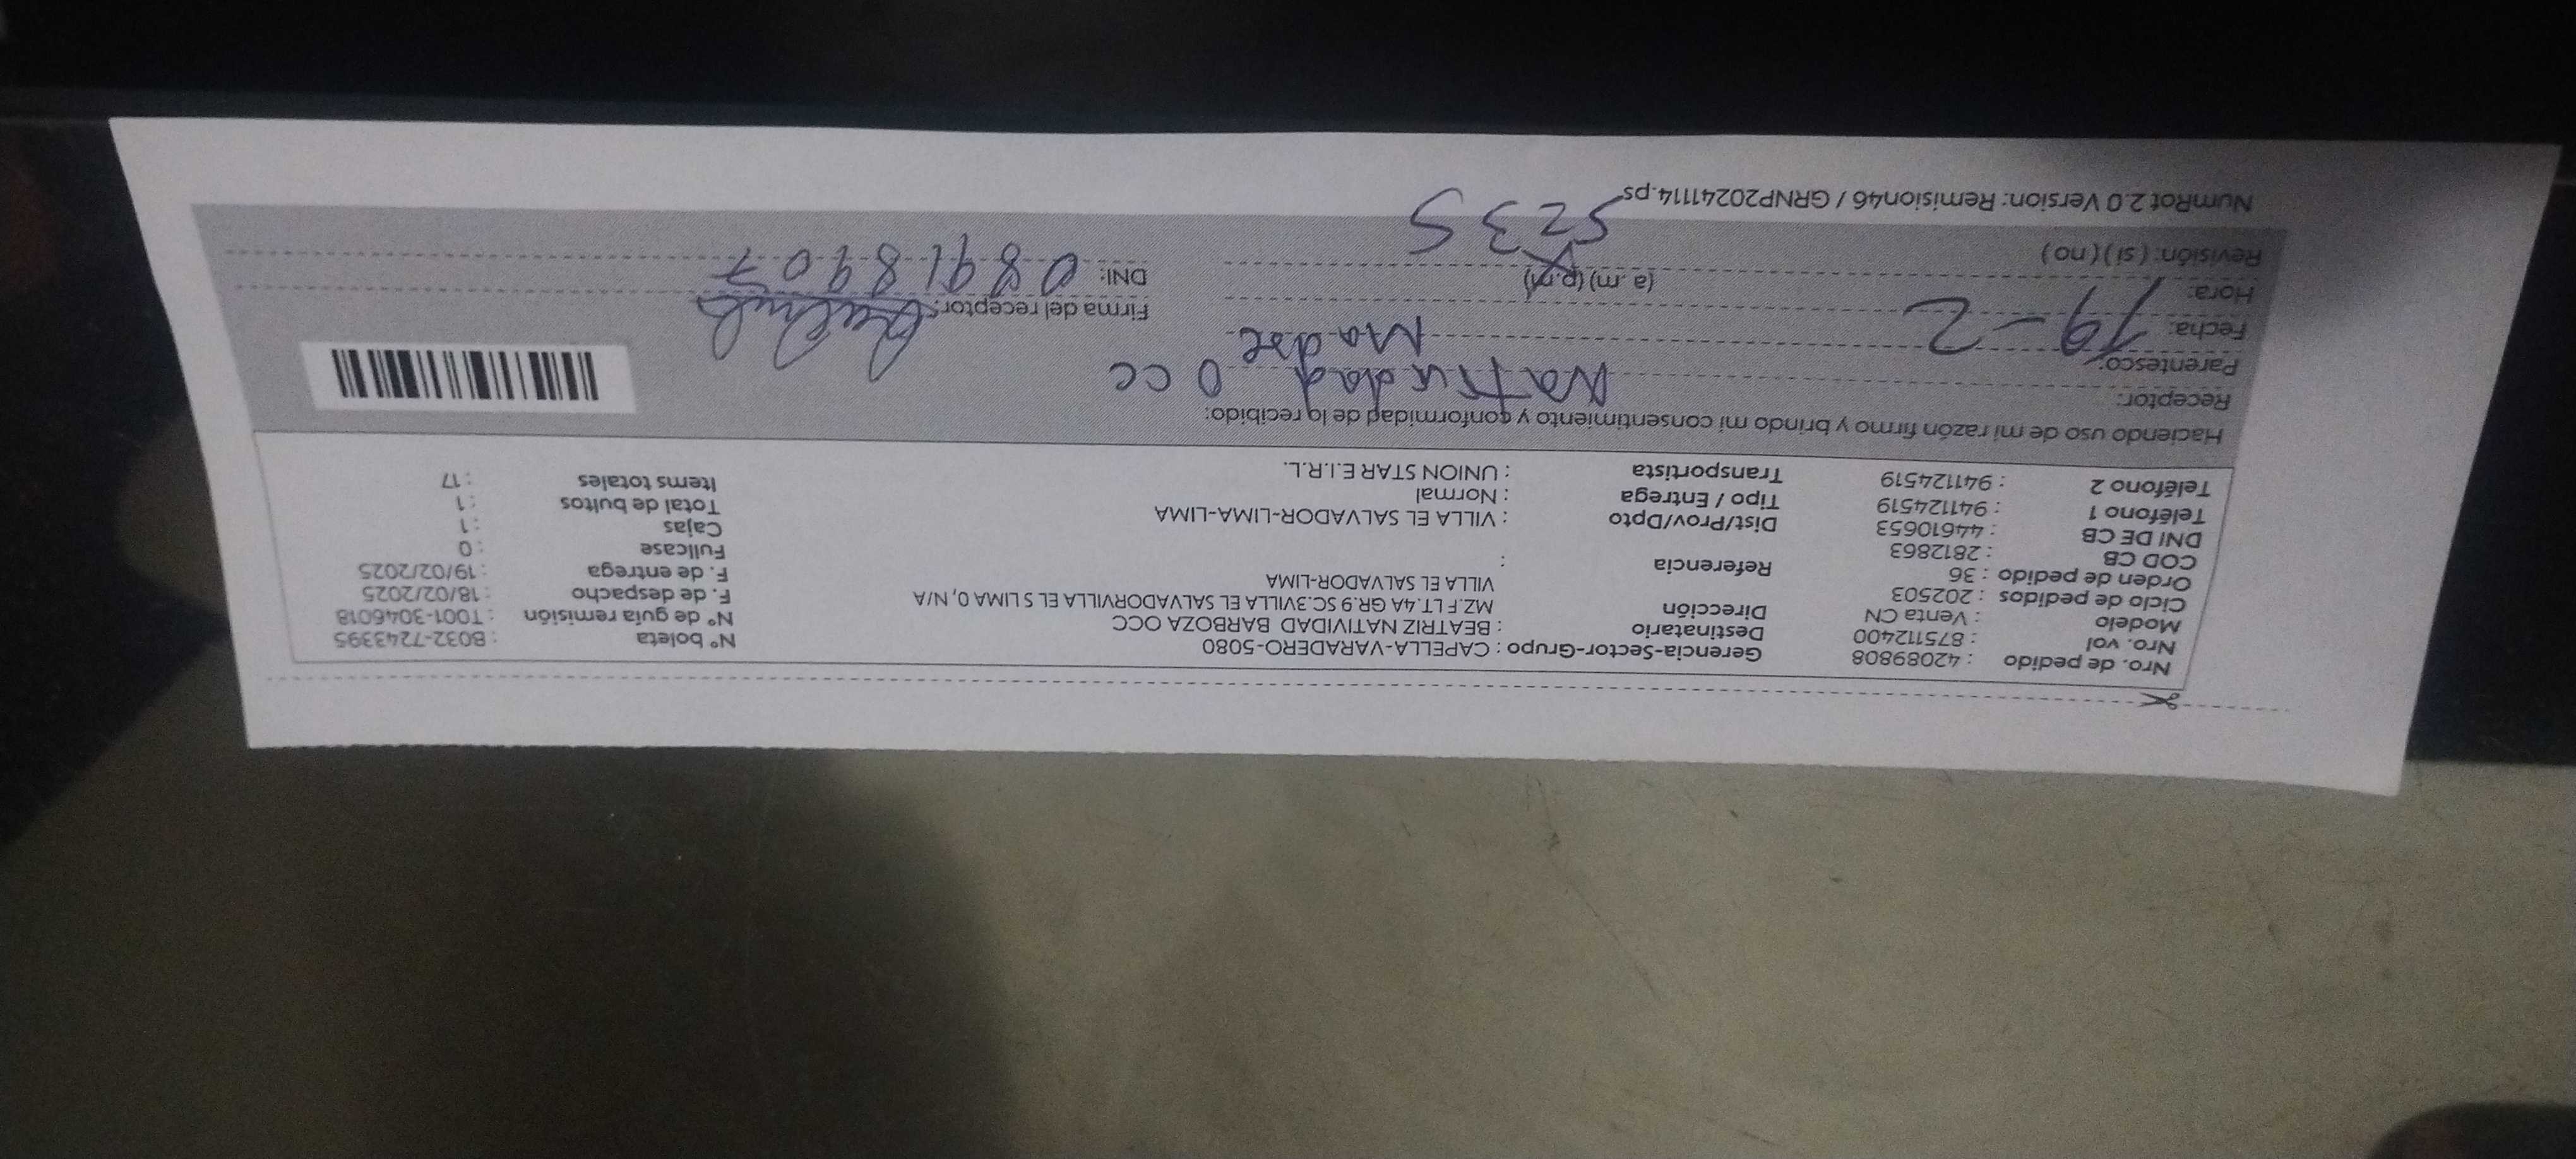 Nro. de pedido : 42089808 Gerencia-Sector-Grupo : CAPELLA-VARADERO-5080 N° boleta : B032-7243395
Nro. vol : 875112400 Destinatario : BEATRIZ NATIVIDAD BARBOZA OCC N° de guía remisión : T001-3046018
Modelo : Venta CN Dirección MZ.F LT.4A GR.9 SC.3VILLA EL SALVADORVILLA EL S LIMA 0, N/A F. de despacho : 18/02/2025
Ciclo de pedidos : 202503 VILLA EL SALVADOR-LIMA F. de entrega : 19/02/2025
Orden de pedido : 36 Referencia : Fullcase : 0
COD CB : 2812863 Dist/Prov/Dpto : VILLA EL SALVADOR-LIMA-LIMA Cajas : 1
DNI DE CB : 44610653 Tipo / Entrega : Normal Total de bultos : 1
Teléfono 1 : 941124519 Transportista : UNION STAR E.I.R.L. Items totales : 17
Teléfono 2 : 941124519
Haciendo uso de mi razón firmo y brindo mi consentimiento y conformidad de lo recibido:
Receptor: Occ
Parentesco: Madre
Fecha: 19-2 Firma del receptor:
Hora: (a.m) (p.m) DNI: 08918907
Revisión: ( si ) ( no ) 5235
NumRot 2.0 Version: Remision46 / GRNP20241114.ps